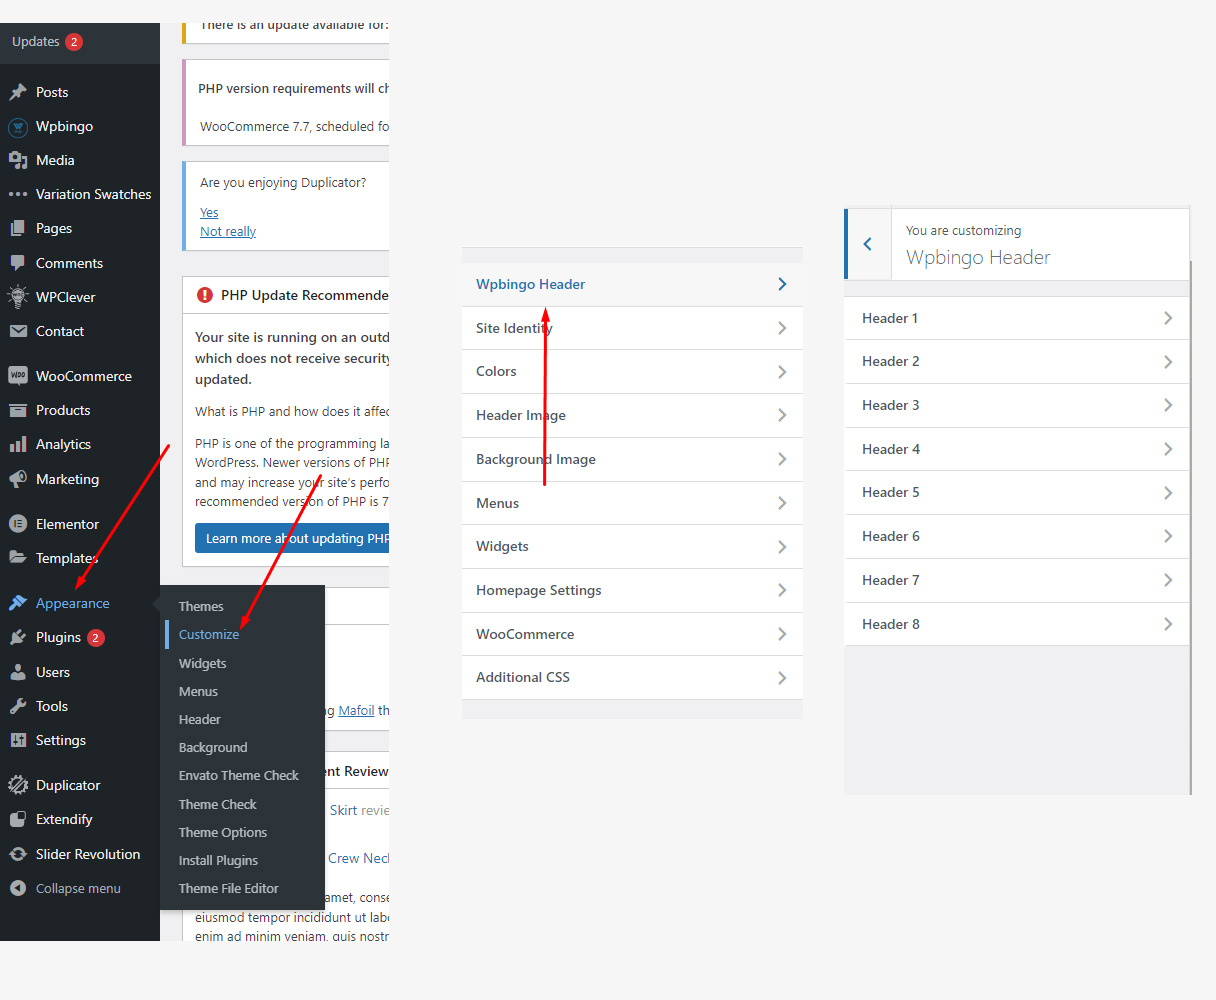 Updates 2
Posts
Wpbingo
Media
Variation Swatches
Pages
Comments
WPClever
Contact
WooCommerce
Products
Analytics
Marketing
Elementor
Templates
Appearance
Plugins 2
Users
Tools
Settings
Duplicator
Extendify
Slider Revolution
Collapse menu
There is an update available for:
PHP version requirements will ch
WooCommerce 7.7, scheduled fo
Are you enjoying Duplicator?
Yes
Not really
PHP Update Recommende
Your site is running on an outd
which does not receive security
updated.
What is PHP and how does it affec
PHP is one of the programming la
WordPress. Newer versions of PHP
and may increase your site's perfo
recommended version of PHP is 7
Learn more about updating PHP
Themes
Customize
Widgets
Menus
Header
Background
Envato Theme Check
Theme Check
Theme Options
Install Plugins
Theme File Editor
ng Mafoil th
nt Review
Skirt revie
Crew Neck
amet, conse
eiusmod tempor incididunt ut labo
enim ad minim veniam, quis nostr
Wpbingo Header
Site Identity
Colors
Header Image
Background Image
Menus
Widgets
Homepage Settings
WooCommerce
Additional CSS
You are customizing
Wpbingo Header
Header 1
Header 2
Header 3
Header 4
Header 5
Header 6
Header 7
Header 8